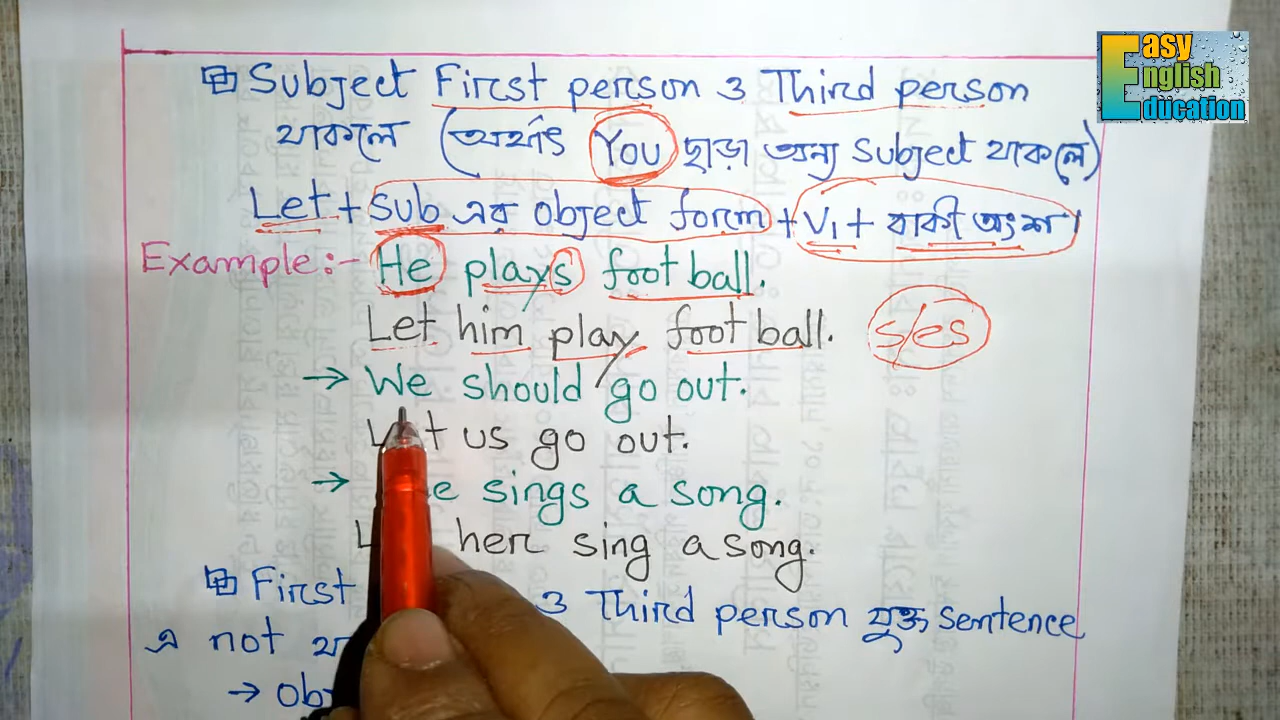 Easy
English
Education
Subject First person ও Third person
থাকলে (অর্থাৎ You ছাড়া অন্য Subject থাকলে)
Let + sub এর object form + V₁ + বাকী অংশ।
Example:- He plays football.
Let him play football. s/es
→ We should go out.
Let us go out.
→ sings a song.
her sing a song.
First ও Third person যুক্ত sentence
এ not
→